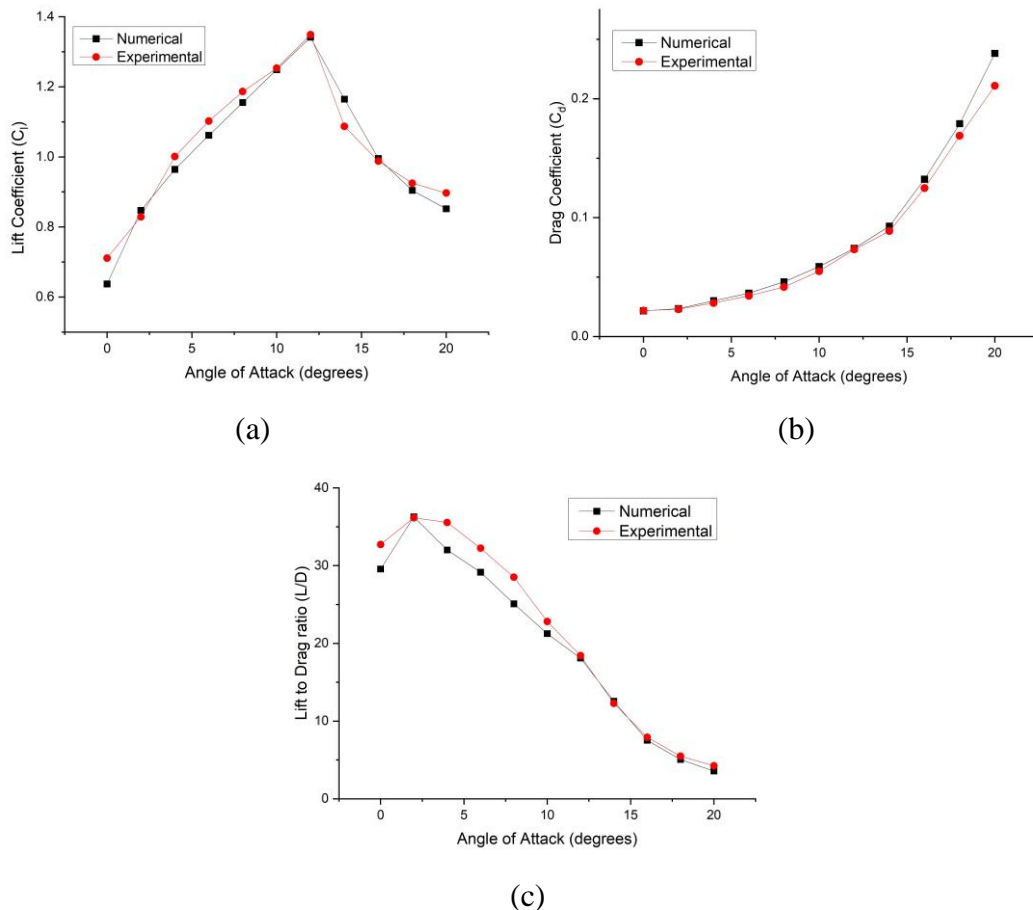 1.4
1.2
1.0
0.8
0.6
Lift Coefficient (Cl)
Numerical
Experimental
0 5 10 15 20
Angle of Attack (degrees)
(a)
0.2
0.1
0.0
Drag Coefficient (Cd)
Numerical
Experimental
0 5 10 15 20
Angle of Attack (degrees)
(b)
40
30
20
10
0
Lift to Drag ratio (L/D)
Numerical
Experimental
0 5 10 15 20
Angle of Attack (degrees)
(c)